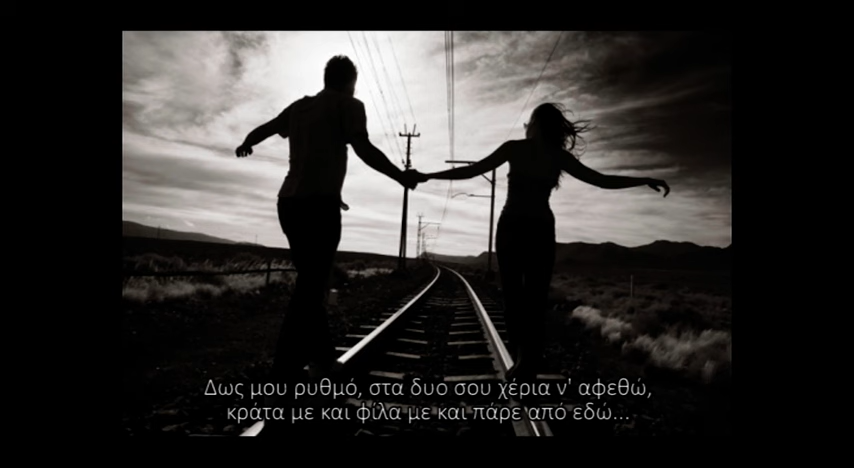 Δως μου ρυθμό, στα δυο σου χέρια ν' αφεθώ,
κράτα με και φίλα με και πάρε από εδώ...